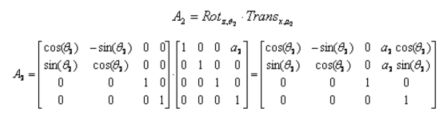 A₂ = Rot_{z,θ₂} · Trans_{x,a₂}
A₂ = [cos(θ₂) −sin(θ₂) 0 0; sin(θ₂) cos(θ₂) 0 0; 0 0 1 0; 0 0 0 1] · [1 0 0 a₂; 0 1 0 0; 0 0 1 0; 0 0 0 1] = [cos(θ₂) −sin(θ₂) 0 a₂ cos(θ₂); sin(θ₂) cos(θ₂) 0 a₂ sin(θ₂); 0 0 1 0; 0 0 0 1]